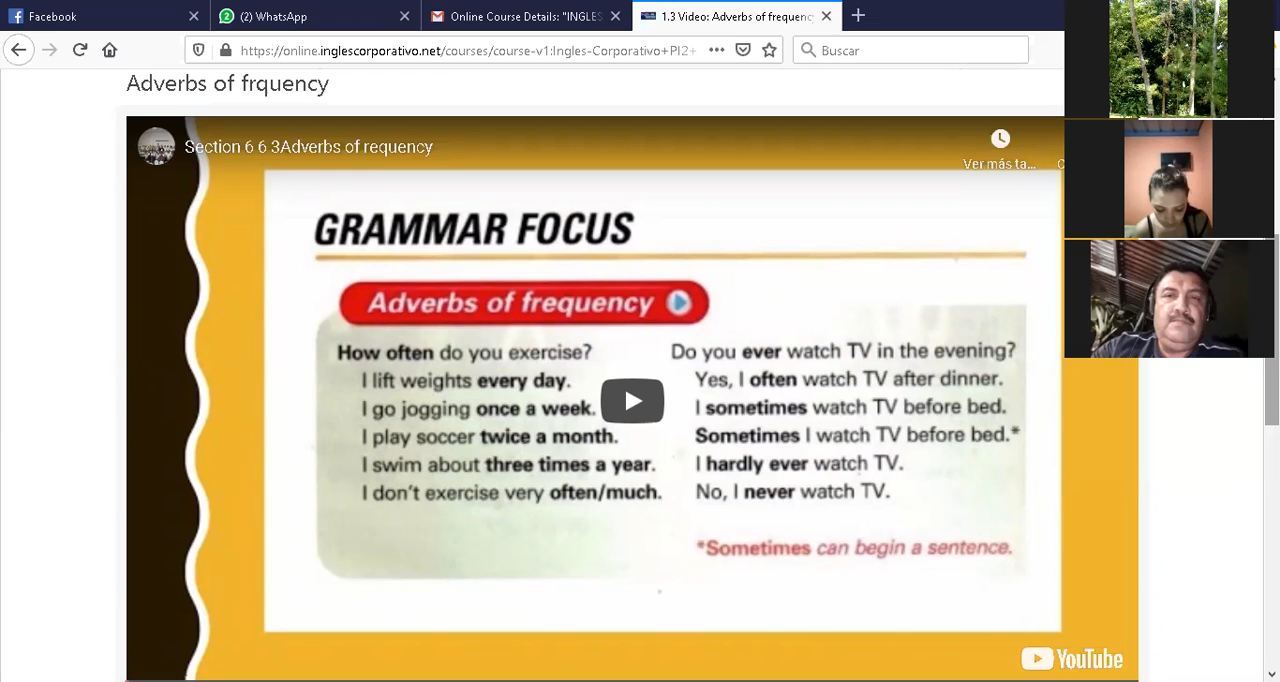 Facebook
(2) WhatsApp
Online Course Details: "INGLES
1.3 Video: Adverbs of frequenc
https://online.inglescorporativo.net/courses/course-v1:Ingles-Corporativo+PI2+
Buscar
Adverbs of frquency
Section 6 6 3Adverbs of requency
Ver más ta...
GRAMMAR FOCUS
Adverbs of frequency
How often do you exercise?
I lift weights every day.
I go jogging once a week.
I play soccer twice a month.
I swim about three times a year.
I don't exercise very often/much.
Do you ever watch TV in the evening?
Yes, I often watch TV after dinner.
I sometimes watch TV before bed.
Sometimes I watch TV before bed.*
I hardly ever watch TV.
No, I never watch TV.
*Sometimes can begin a sentence.
YouTube